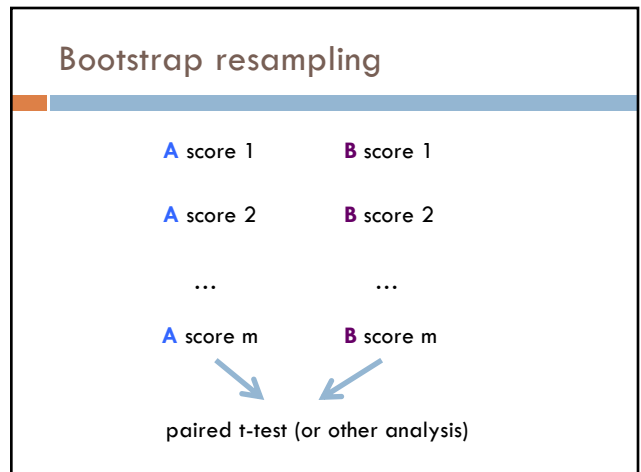 Bootstrap resampling
A score 1 B score 1
A score 2 B score 2
... ...
A score m B score m
paired t-test (or other analysis)